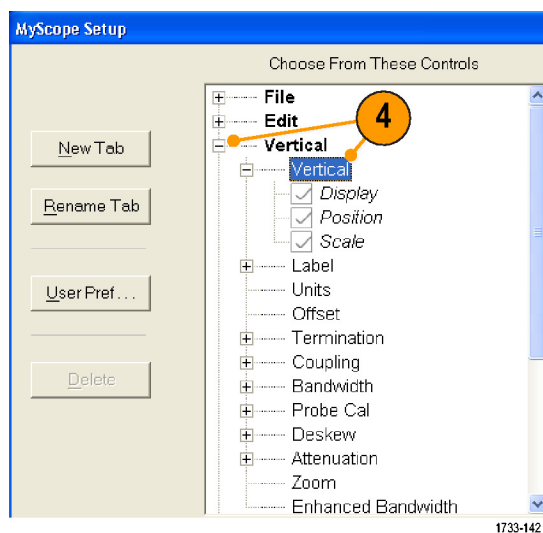 MyScope Setup
Choose From These Controls
File
Edit
4
Vertical
New Tab
Vertical
Display
Rename Tab
Position
Scale
Label
User Pref...
Units
Offset
Termination
Coupling
Delete
Bandwidth
Probe Cal
Deskew
Attenuation
Zoom
Enhanced Bandwidth
1733-142